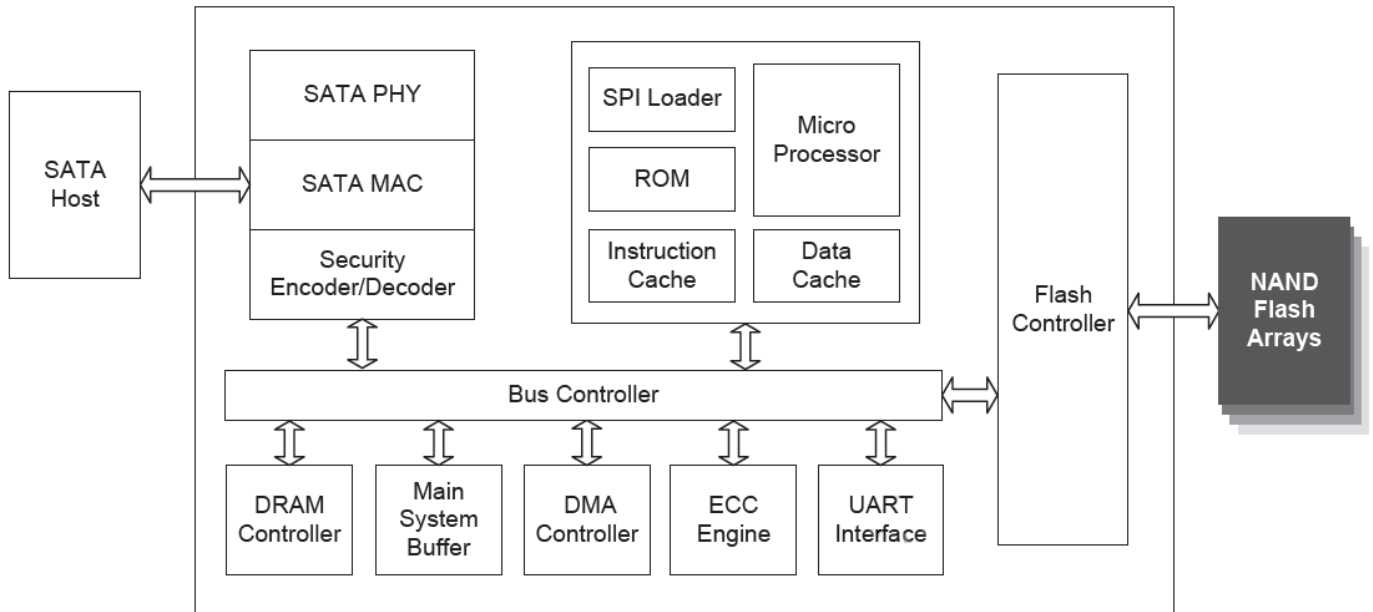 SATA
Host
SATA PHY
SATA MAC
Security
Encoder/Decoder
SPI Loader
ROM
Instruction
Cache
Micro
Processor
Data
Cache
Flash
Controller
NAND
Flash
Arrays
Bus Controller
DRAM
Controller
Main
System
Buffer
DMA
Controller
ECC
Engine
UART
Interface